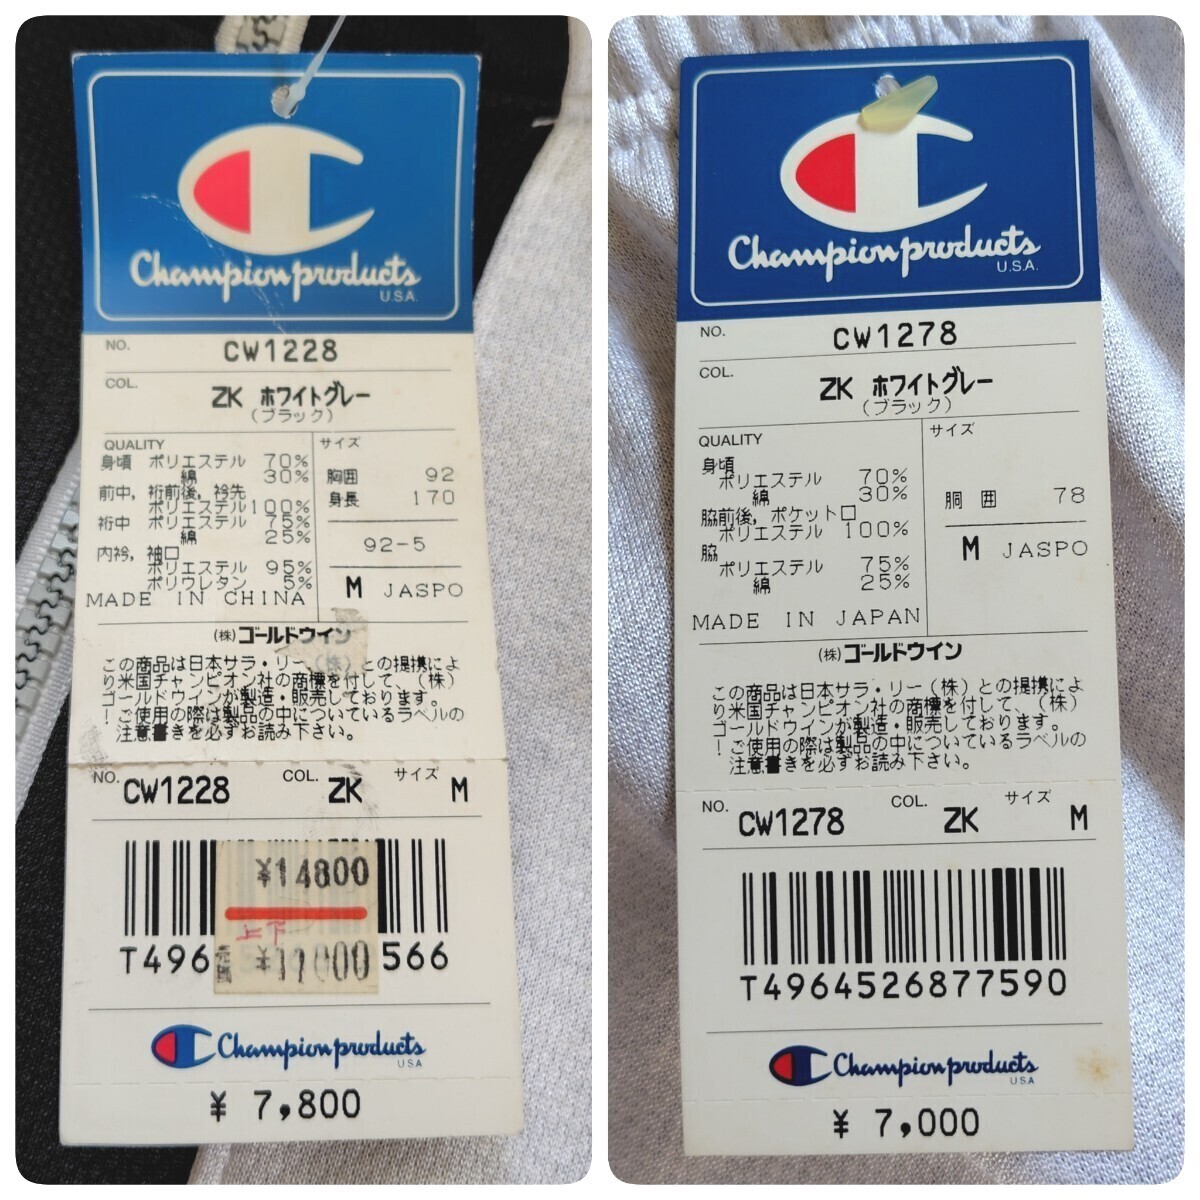 Champion products
U.S.A.
NO. CW1228
COL. ZK ホワイトグレー
(ブラック)
QUALITY
身頃 ポリエステル 70%
綿 30%
前中，裄前後，衿先
ポリエステル100%
裄中 ポリエステル 75%
綿 25%
内衿，袖口
ポリエステル 95%
ポリウレタン 5%
MADE IN CHINA
サイズ
胸囲 92
身長 170
92-5
M JASPO
(株)ゴールドウイン
この商品は日本サラ・リー(株)との提携によ
り米国チャンピオン社の商標を付して、(株)
ゴールドウインが製造・販売しております。
！ご使用の際は製品の中についているラベルの
注意書きを必ずお読み下さい。
NO. CW1228 COL. ZK サイズ M
¥14800
上下
¥11000
T496 566
Champion products
USA
¥ 7,800
Champion products
U.S.A.
NO. CW1278
COL. ZK ホワイトグレー
(ブラック)
QUALITY
身頃
ポリエステル 70%
綿 30%
脇前後，ポケット口
ポリエステル 100%
脇
ポリエステル 75%
綿 25%
MADE IN JAPAN
サイズ
胴囲 78
M JASPO
(株)ゴールドウイン
この商品は日本サラ・リー(株)との提携によ
り米国チャンピオン社の商標を付して、(株)
ゴールドウインが製造・販売しております。
！ご使用の際は製品の中についているラベルの
注意書きを必ずお読み下さい。
NO. CW1278 COL. ZK サイズ M
T4964526877590
Champion products
USA
¥ 7,000